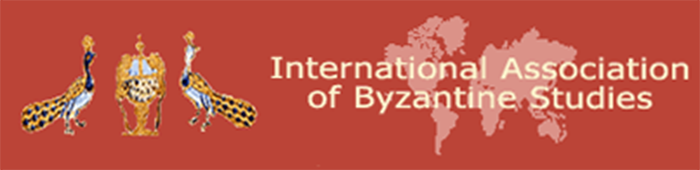 International Association
of Byzantine Studies